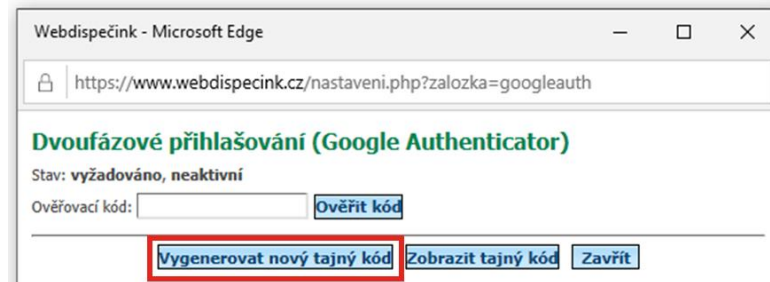 Webdispečink - Microsoft Edge
https://www.webdispecink.cz/nastaveni.php?zalozka=googleauth
Dvoufázové přihlašování (Google Authenticator)
Stav: vyžadováno, neaktivní
Ověřovací kód: Ověřit kód
Vygenerovat nový tajný kód Zobrazit tajný kód Zavřít